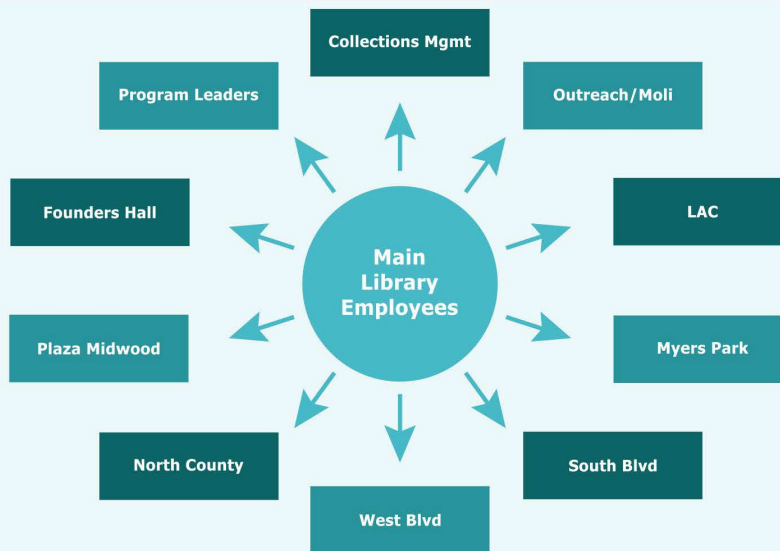 Collections Mgmt
Program Leaders
Outreach/Moli
Founders Hall
LAC
Main
Library
Employees
Plaza Midwood
Myers Park
North County
South Blvd
West Blvd